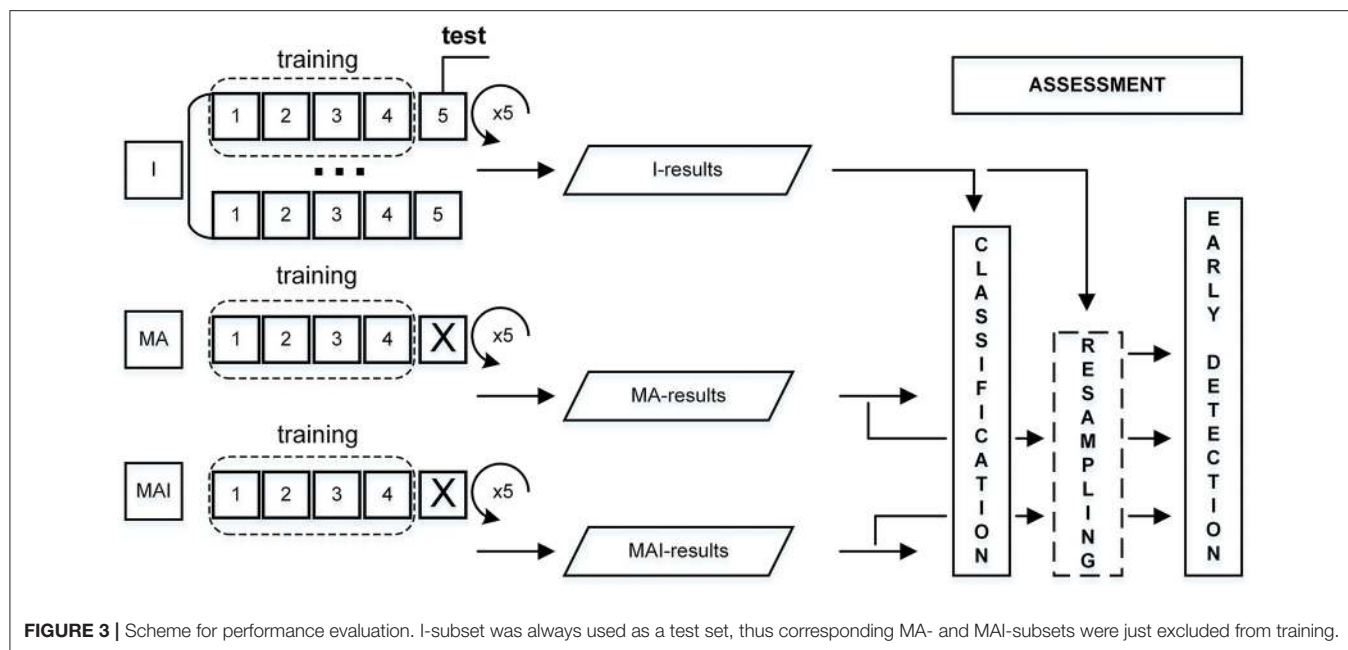 test
training
ASSESSMENT
1 2 3 4 5 x5
I
I-results
1 2 3 4 5
training
MA
1 2 3 4 X x5
MA-results
training
MAI
1 2 3 4 X x5
MAI-results
CLASSIFICATION
RESAMPLING
EARLY DETECTION
FIGURE 3 | Scheme for performance evaluation. I-subset was always used as a test set, thus corresponding MA- and MAI-subsets were just excluded from training.